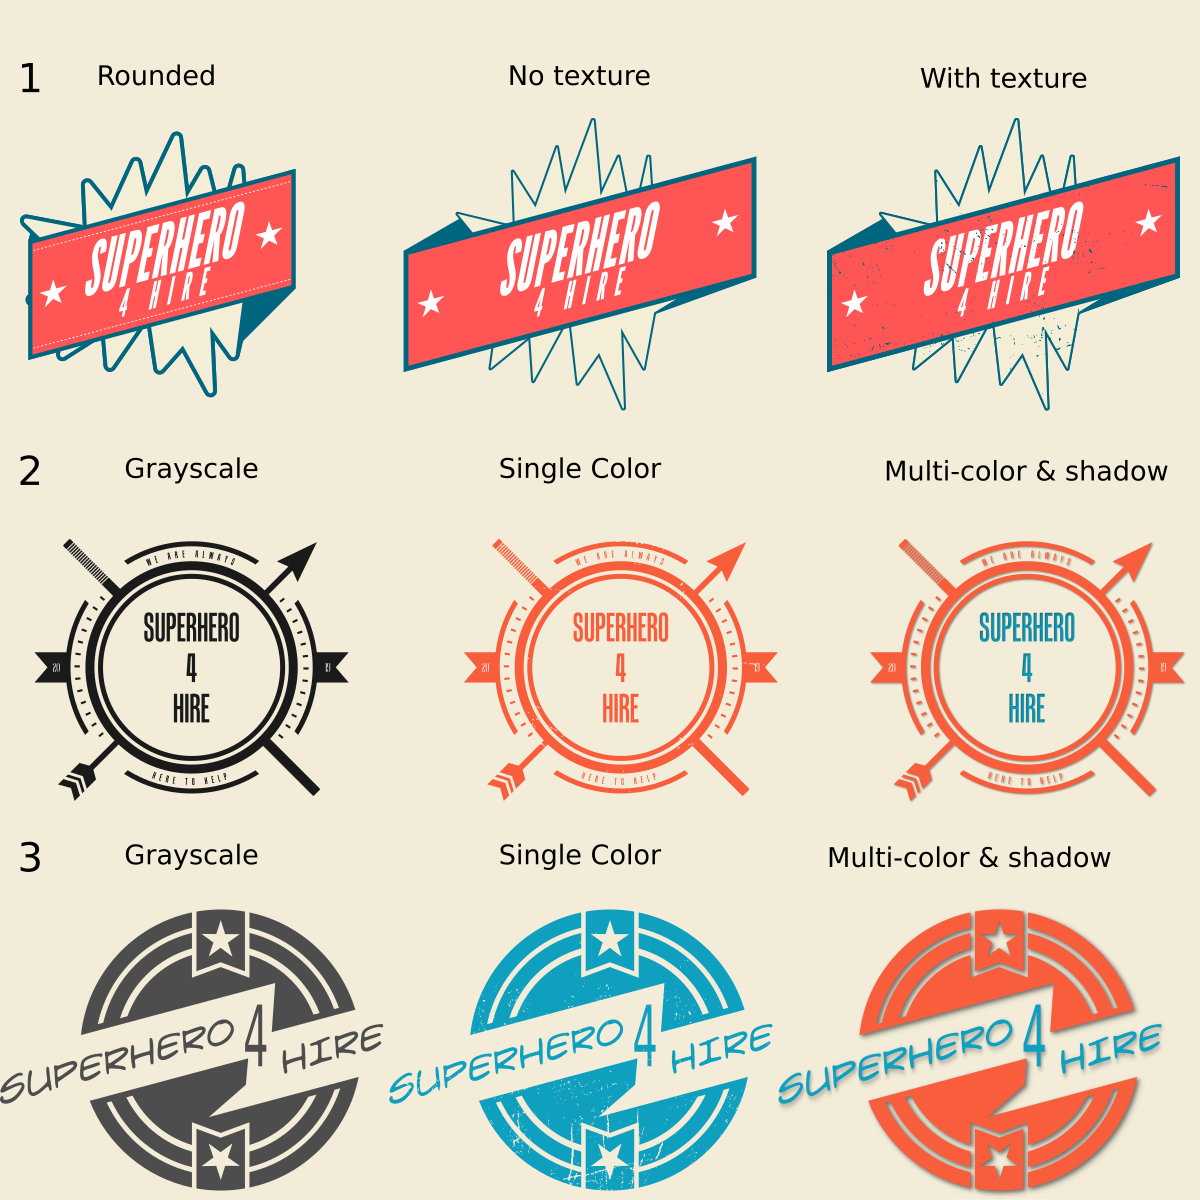 1
Rounded
No texture
With texture
SUPERHERO
4 HIRE
SUPERHERO
4 HIRE
SUPERHERO
4 HIRE
2
Grayscale
Single Color
Multi-color & shadow
WE ARE ALWAYS
SUPERHERO
4
HIRE
20
19
HERE TO HELP
WE ARE ALWAYS
SUPERHERO
4
HIRE
20
19
HERE TO HELP
WE ARE ALWAYS
SUPERHERO
4
HIRE
20
19
HERE TO HELP
3
Grayscale
Single Color
Multi-color & shadow
SUPERHERO 4 HIRE
SUPERHERO 4 HIRE
SUPERHERO 4 HIRE